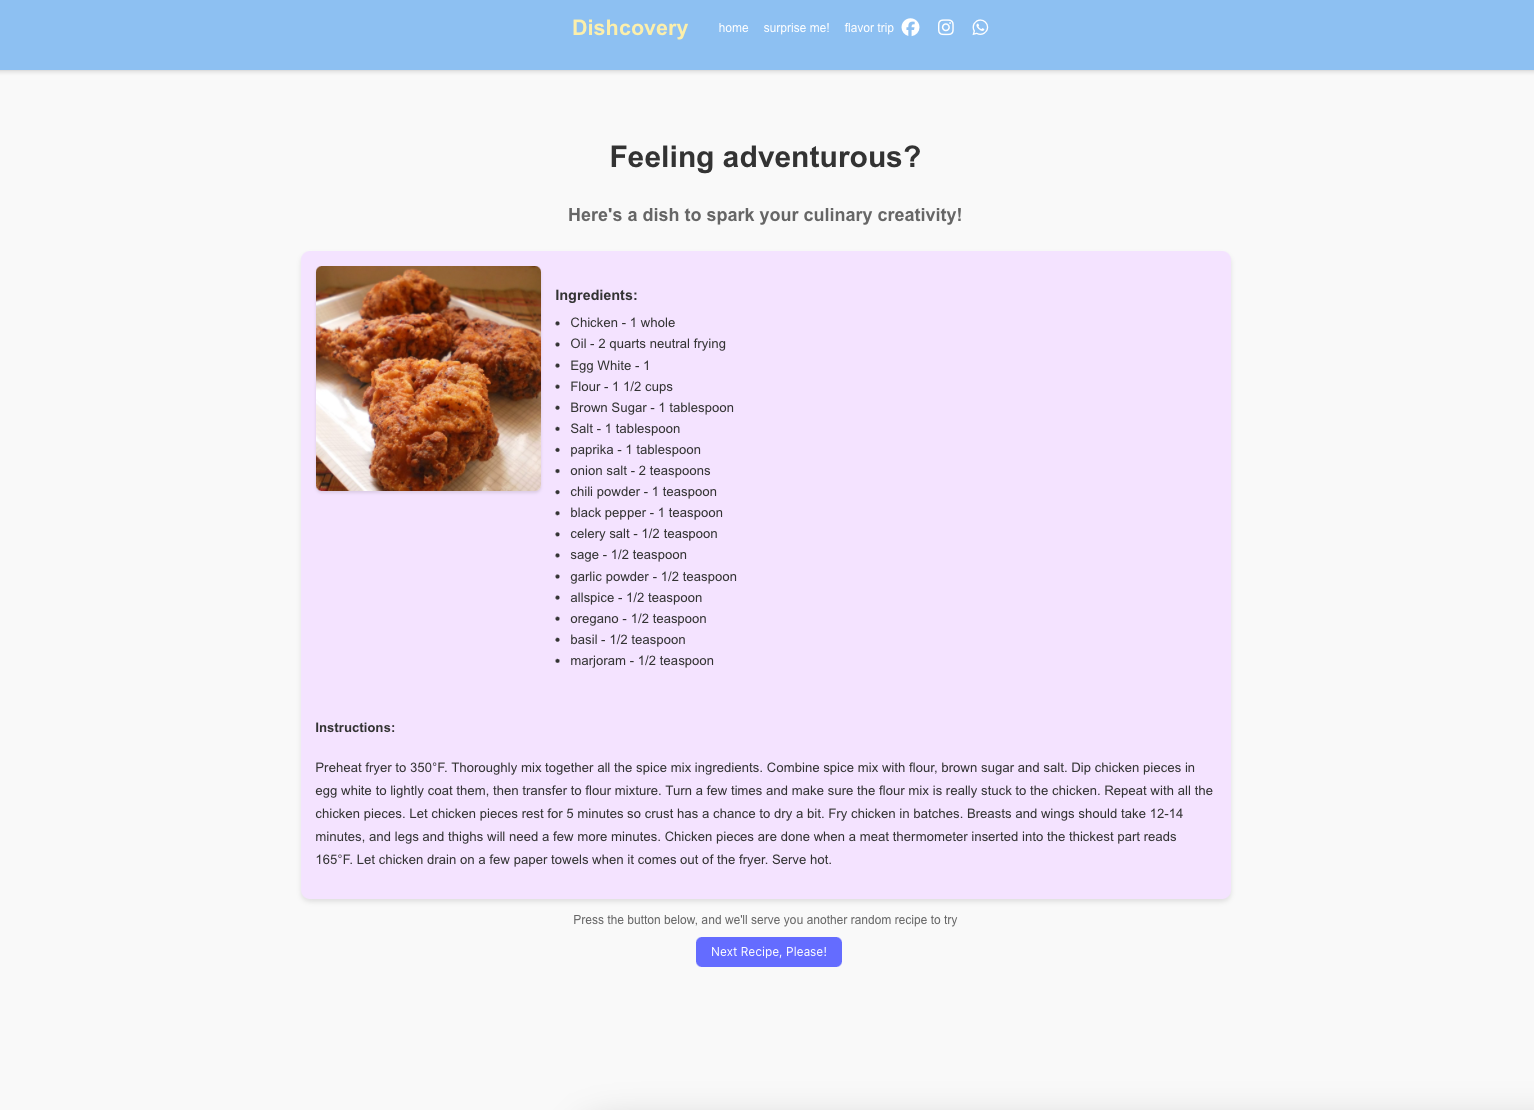 Dishcovery home surprise me! flavor trip
Feeling adventurous?
Here's a dish to spark your culinary creativity!
Ingredients:
• Chicken - 1 whole
• Oil - 2 quarts neutral frying
• Egg White - 1
• Flour - 1 1/2 cups
• Brown Sugar - 1 tablespoon
• Salt - 1 tablespoon
• paprika - 1 tablespoon
• onion salt - 2 teaspoons
• chili powder - 1 teaspoon
• black pepper - 1 teaspoon
• celery salt - 1/2 teaspoon
• sage - 1/2 teaspoon
• garlic powder - 1/2 teaspoon
• allspice - 1/2 teaspoon
• oregano - 1/2 teaspoon
• basil - 1/2 teaspoon
• marjoram - 1/2 teaspoon
Instructions:
Preheat fryer to 350°F. Thoroughly mix together all the spice mix ingredients. Combine spice mix with flour, brown sugar and salt. Dip chicken pieces in
egg white to lightly coat them, then transfer to flour mixture. Turn a few times and make sure the flour mix is really stuck to the chicken. Repeat with all the
chicken pieces. Let chicken pieces rest for 5 minutes so crust has a chance to dry a bit. Fry chicken in batches. Breasts and wings should take 12-14
minutes, and legs and thighs will need a few more minutes. Chicken pieces are done when a meat thermometer inserted into the thickest part reads
165°F. Let chicken drain on a few paper towels when it comes out of the fryer. Serve hot.
Press the button below, and we'll serve you another random recipe to try
Next Recipe, Please!